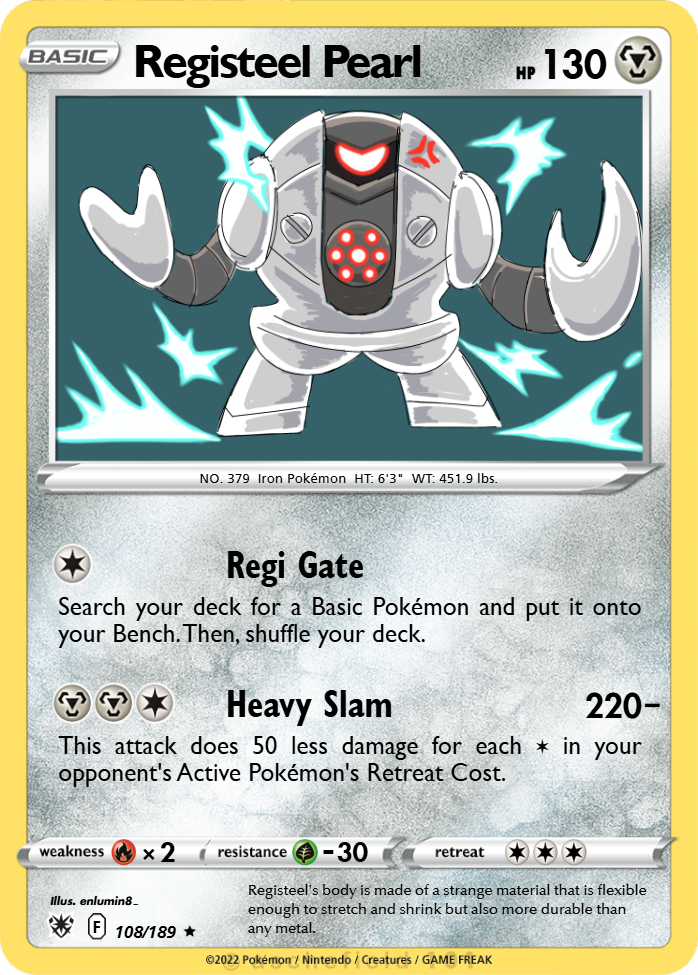 BASIC
Registeel Pearl
HP 130
NO. 379 Iron Pokémon HT: 6'3" WT: 451.9 lbs.
Regi Gate
Search your deck for a Basic Pokémon and put it onto
your Bench. Then, shuffle your deck.
Heavy Slam 220-
This attack does 50 less damage for each in your
opponent's Active Pokémon's Retreat Cost.
weakness ×2 resistance -30 retreat
Illus. enlumin8_
Registeel's body is made of a strange material that is flexible
enough to stretch and shrink but also more durable than
any metal.
F 108/189 ★
©2022 Pokémon / Nintendo / Creatures / GAME FREAK